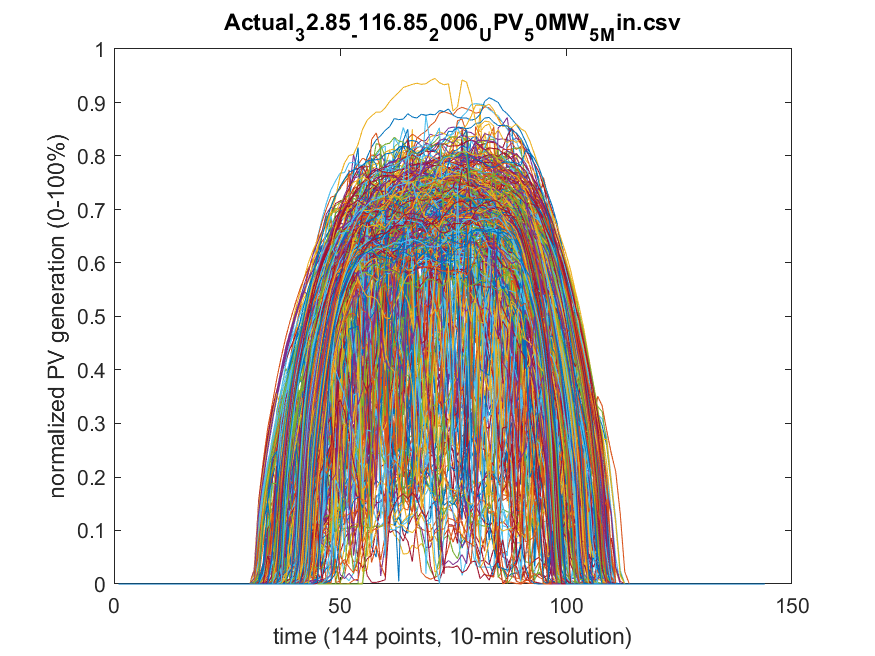 Actual_32.85_-116.85_2006_UPV_50MW_5Min.csv
1
0.9
0.8
0.7
0.6
0.5
0.4
0.3
0.2
0.1
0
normalized PV generation (0-100%)
0 50 100 150
time (144 points, 10-min resolution)